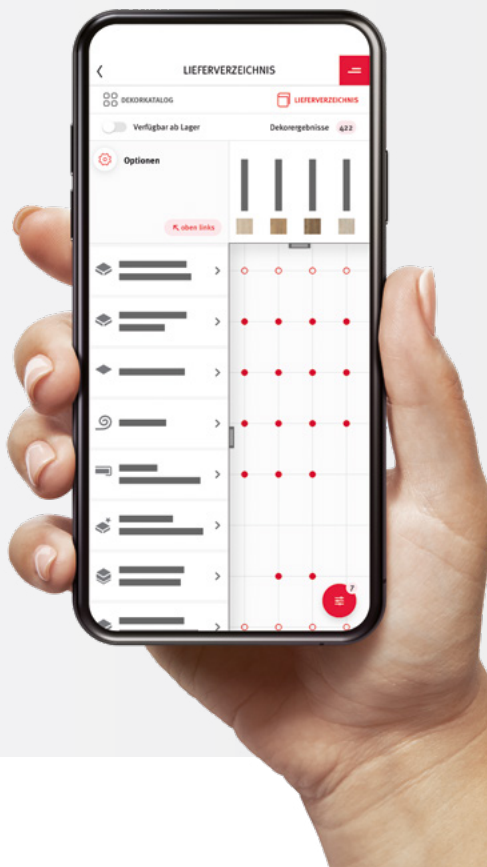 LIEFERVERZEICHNIS
DEKORKATALOG
LIEFERVERZEICHNIS
Verfügbar ab Lager
Dekorergebnisse 422
Optionen
oben links
7